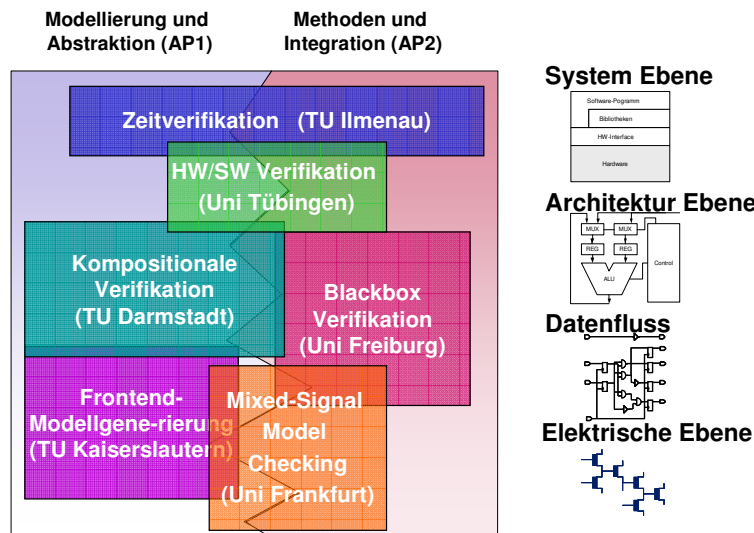 Modellierung und
Abstraktion (AP1)
Methoden und
Integration (AP2)
Zeitverifikation (TU Ilmenau)
HW/SW Verifikation
(Uni Tübingen)
Kompositionale
Verifikation
(TU Darmstadt)
Blackbox
Verifikation
(Uni Freiburg)
Frontend-
Modellgene-rierung
(TU Kaiserslautern)
Mixed-Signal
Model
Checking
(Uni Frankfurt)
System Ebene
Software-Pogramm
Bibliotheken
HW-Interface
Hardware
Architektur Ebene
MUX
MUX
REG
REG
Control
ALU
Datenfluss
Elektrische Ebene